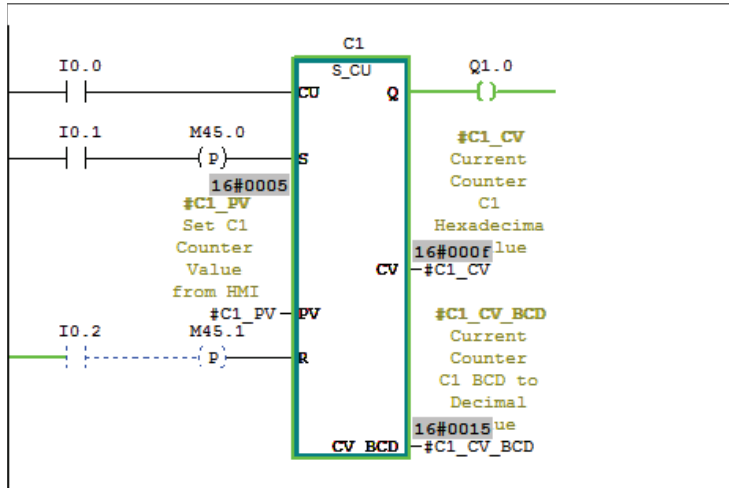 C1
I0.0
S_CU
Q1.0
CU
Q
I0.1
M45.0
P
S
16#0005
#C1_PV
Set C1
Counter
Value
from HMI
#C1_CV
Current
Counter
C1
Hexadecima
16#000f lue
CV
#C1_CV
#C1_PV
PV
I0.2
M45.1
P
R
#C1_CV_BCD
Current
Counter
C1 BCD to
Decimal
16#0015 ue
CV_BCD
#C1_CV_BCD